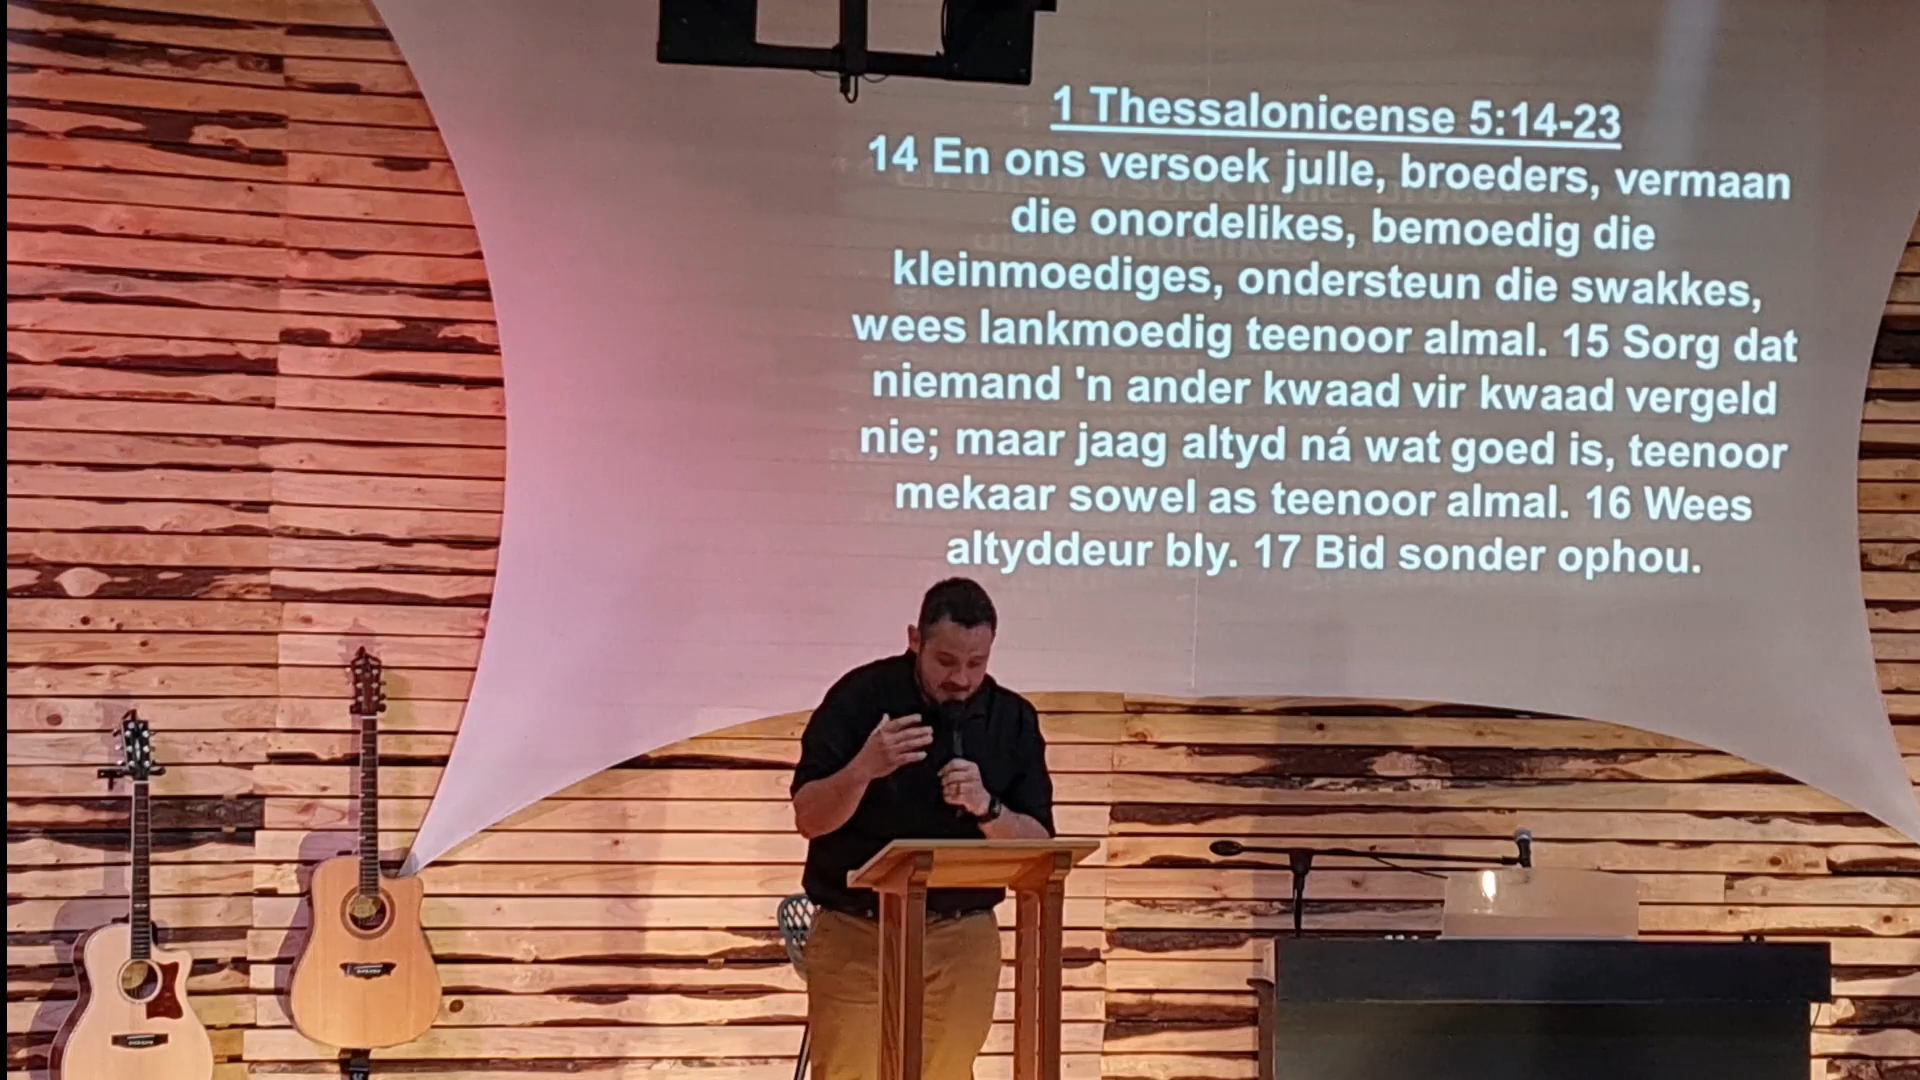 1 Thessalonicense 5:14-23
14 En ons versoek julle, broeders, vermaan
die onordelikes, bemoedig die
kleinmoediges, ondersteun die swakkes,
wees lankmoedig teenoor almal. 15 Sorg dat
niemand 'n ander kwaad vir kwaad vergeld
nie; maar jaag altyd ná wat goed is, teenoor
mekaar sowel as teenoor almal. 16 Wees
altyddeur bly. 17 Bid sonder ophou.